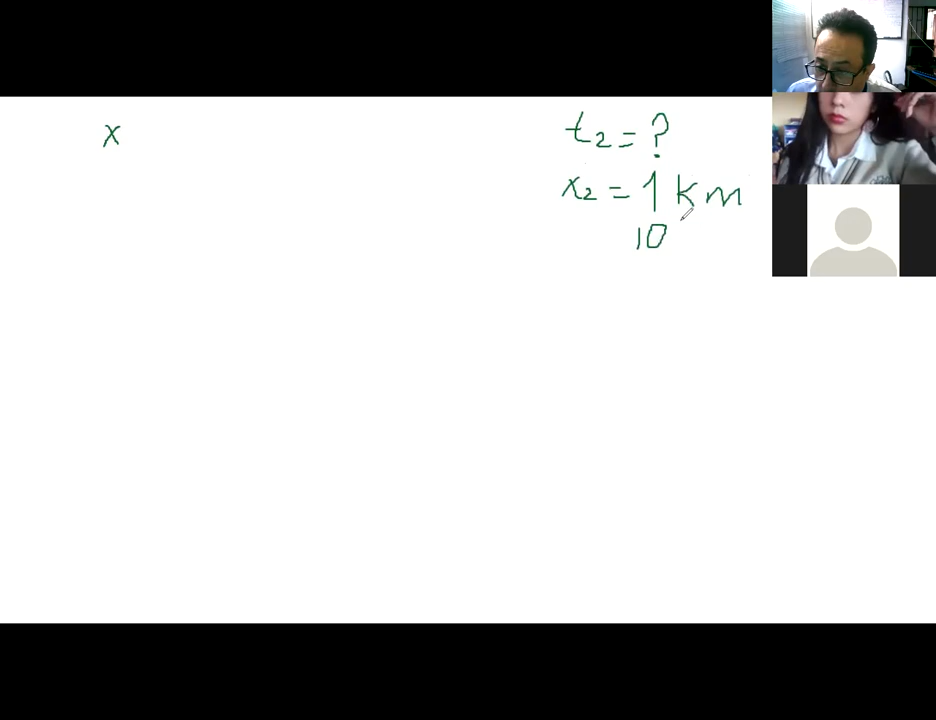 x
t₂ = ?
x₂ = 1 km
10